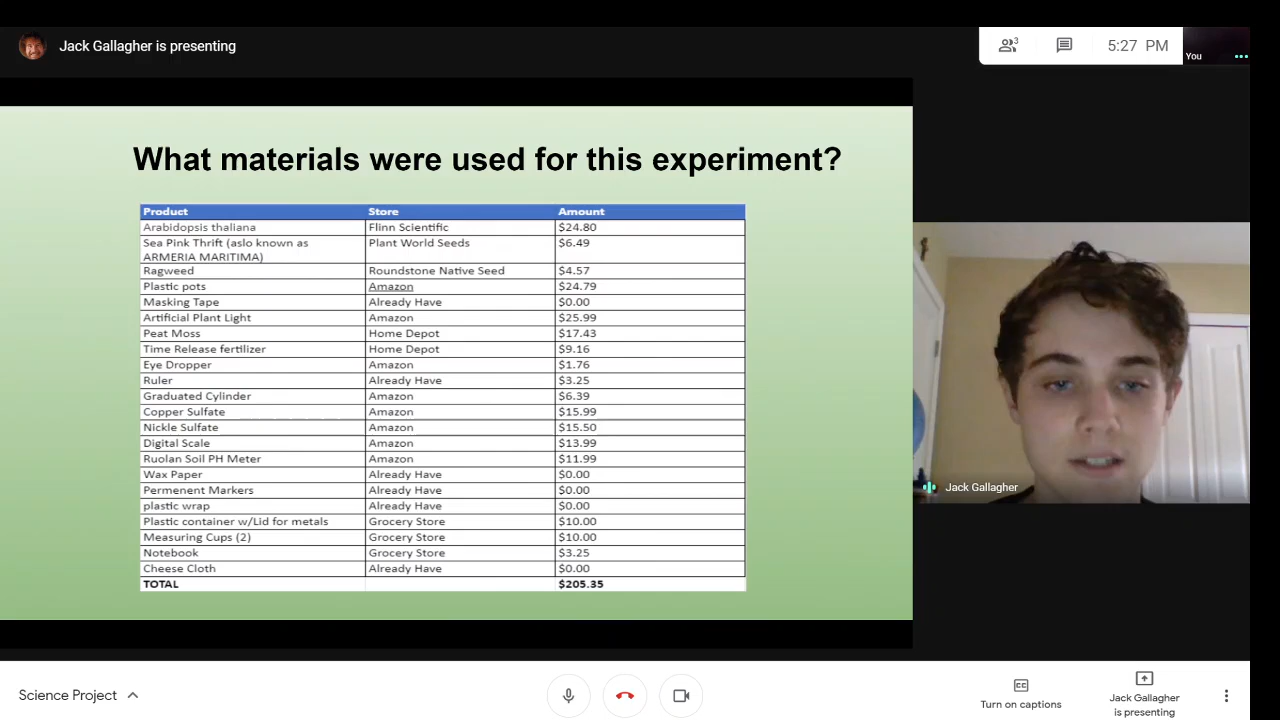 Jack Gallagher is presenting
3
5:27 PM
You
What materials were used for this experiment?
Product Store Amount
Arabidopsis thaliana Flinn Scientific $24.80
Sea Pink Thrift (aslo known as Plant World Seeds $6.49
ARMERIA MARITIMA)
Ragweed Roundstone Native Seed $4.57
Plastic pots Amazon $24.79
Masking Tape Already Have $0.00
Artificial Plant Light Amazon $25.99
Peat Moss Home Depot $17.43
Time Release fertilizer Home Depot $9.16
Eye Dropper Amazon $1.76
Ruler Already Have $3.25
Graduated Cylinder Amazon $6.39
Copper Sulfate Amazon $15.99
Nickle Sulfate Amazon $15.50
Digital Scale Amazon $13.99
Ruolan Soil PH Meter Amazon $11.99
Wax Paper Already Have $0.00
Permenent Markers Already Have $0.00
plastic wrap Already Have $0.00
Plastic container w/Lid for metals Grocery Store $10.00
Measuring Cups (2) Grocery Store $10.00
Notebook Grocery Store $3.25
Cheese Cloth Already Have $0.00
TOTAL $205.35
Jack Gallagher
Science Project
CC
Turn on captions
Jack Gallagher
is presenting